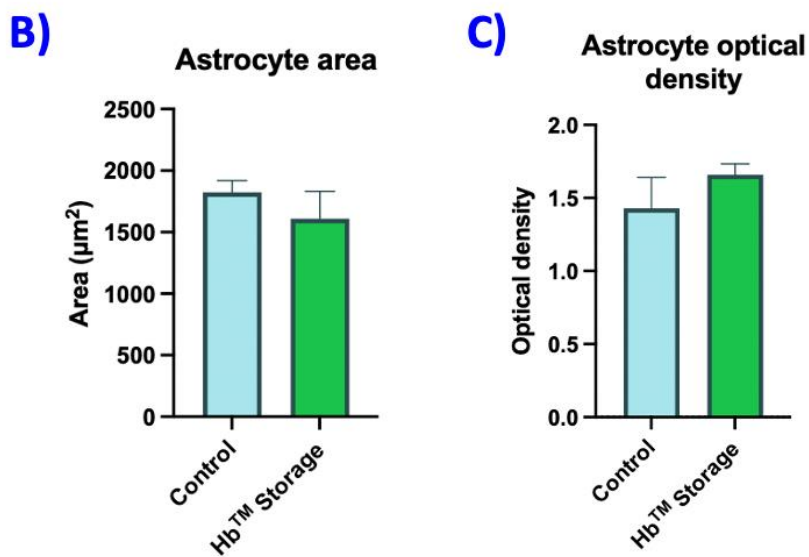 B)
Astrocyte area
Area (µm²)
2500
2000
1500
1000
500
0
Control
Hb™ Storage
C)
Astrocyte optical
density
Optical density
2.0
1.5
1.0
0.5
0.0
Control
Hb™ Storage